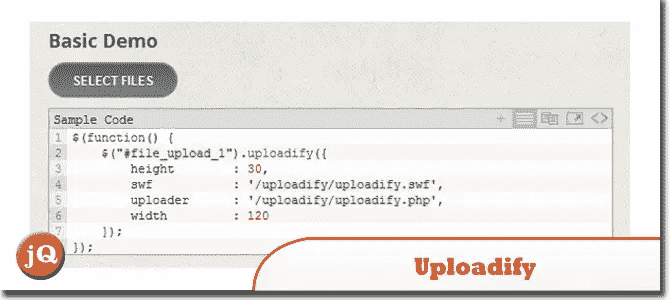 Basic Demo
SELECT FILES
Sample Code
1 $(function() {
2 $("#file_upload_1").uploadify({
3 height : 30,
4 swf : '/uploadify/uploadify.swf',
5 uploader : '/uploadify/uploadify.php',
6 width : 120
7 });
});
jQ
Uploadify